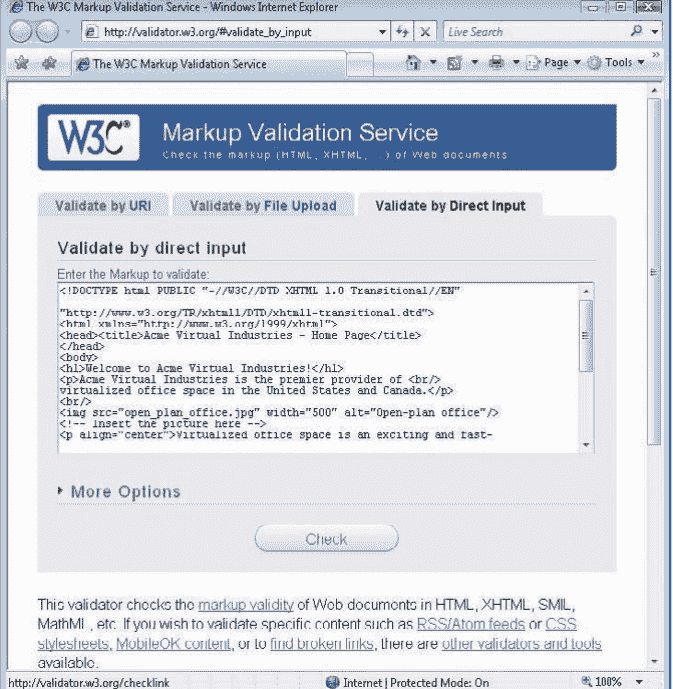 The W3C Markup Validation Service - Windows Internet Explorer
http://validator.w3.org/#validate_by_input
Live Search
The W3C Markup Validation Service
Page
Tools
W3C®
Markup Validation Service
Check the markup (HTML, XHTML, ...) of Web documents
Validate by URI
Validate by File Upload
Validate by Direct Input
Validate by direct input
Enter the Markup to validate:
<!DOCTYPE html PUBLIC "-//W3C//DTD XHTML 1.0 Transitional//EN"
"http://www.w3.org/TR/xhtml1/DTD/xhtml1-transitional.dtd">
<html xmlns="http://www.w3.org/1999/xhtml">
<head><title>Acme Virtual Industries - Home Page</title>
</head>
<body>
<h1>Welcome to Acme Virtual Industries!</h1>
<p>Acme Virtual Industries is the premier provider of <br/>
virtualized office space in the United States and Canada.</p>
<br/>
<img src="open_plan_office.jpg" width="500" alt="Open-plan office"/>
<!-- Insert the picture here -->
<p align="center">Virtualized office space is an exciting and fast-
More Options
Check
This validator checks the markup validity of Web documents in HTML, XHTML, SMIL,
MathML, etc. If you wish to validate specific content such as RSS/Atom feeds or CSS
stylesheets, MobileOK content, or to find broken links, there are other validators and tools
available.
http://validator.w3.org/checklink
Internet | Protected Mode: On
100%